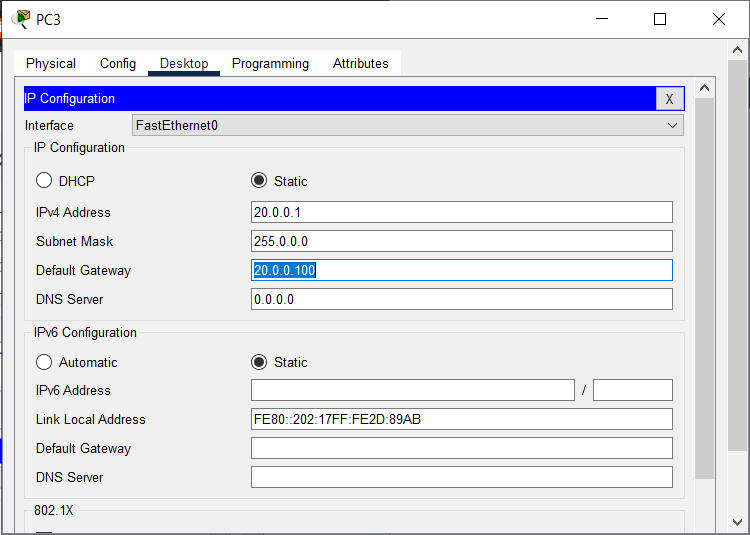 PC3
Physical Config Desktop Programming Attributes
IP Configuration X
Interface FastEthernet0
IP Configuration
DHCP Static
IPv4 Address 20.0.0.1
Subnet Mask 255.0.0.0
Default Gateway 20.0.0.100
DNS Server 0.0.0.0
IPv6 Configuration
Automatic Static
IPv6 Address /
Link Local Address FE80::202:17FF:FE2D:89AB
Default Gateway
DNS Server
802.1X